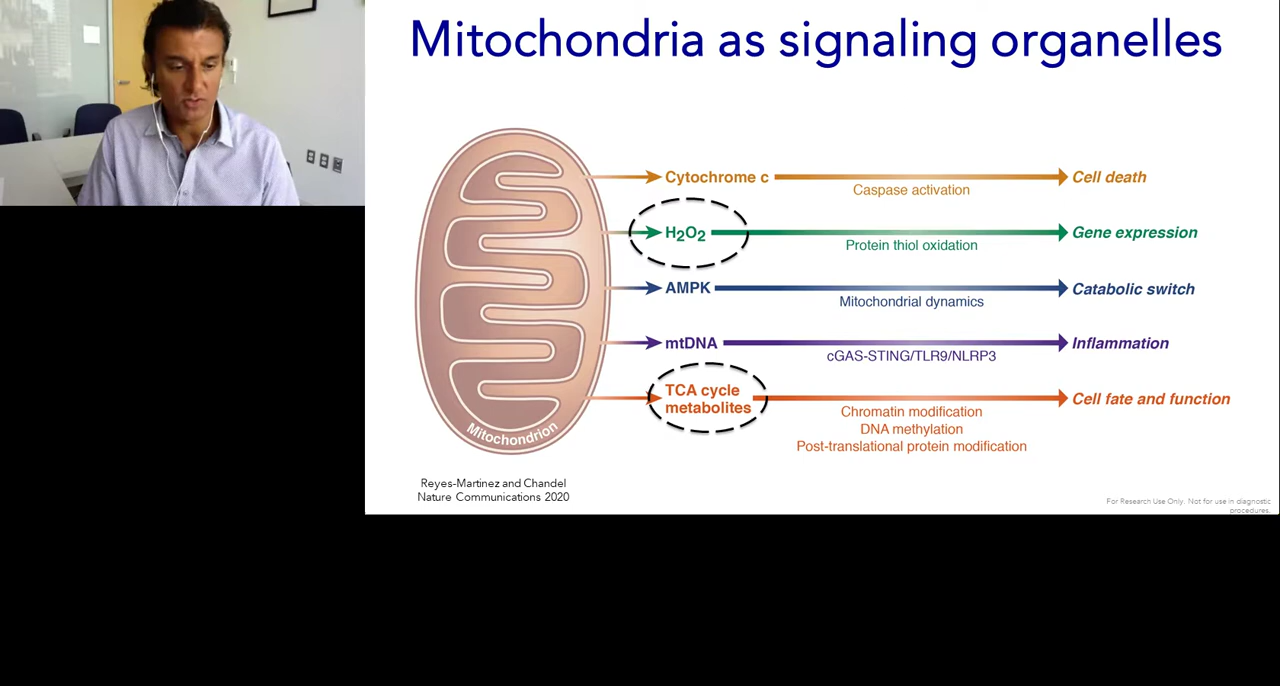 Mitochondria as signaling organelles
Cytochrome c
Caspase activation
Cell death
H2O2
Protein thiol oxidation
Gene expression
AMPK
Mitochondrial dynamics
Catabolic switch
mtDNA
cGAS-STING/TLR9/NLRP3
Inflammation
TCA cycle
metabolites
Chromatin modification
DNA methylation
Post-translational protein modification
Cell fate and function
Mitochondrion
Reyes-Martinez and Chandel
Nature Communications 2020
For Research Use Only. Not for use in diagnostic
procedures.